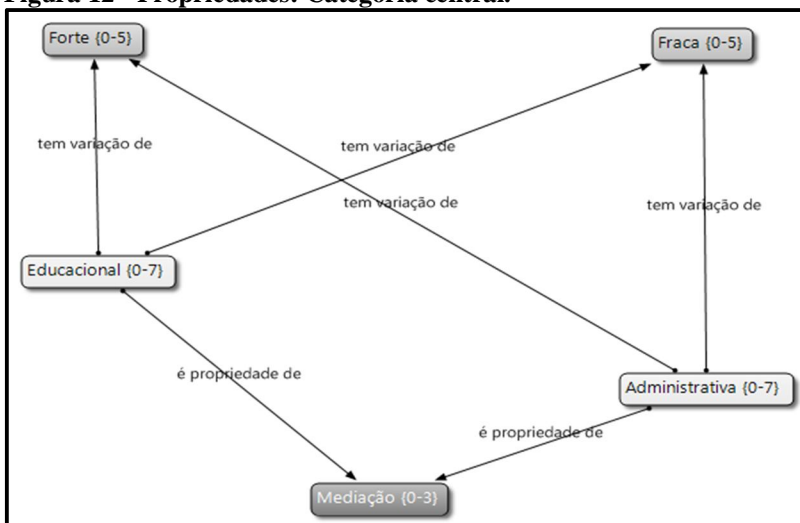 Figura 12 - Propriedades: Categoria central.
Forte {0-5}
Fraca {0-5}
tem variação de
tem variação de
tem variação de
tem variação de
Educacional {0-7}
é propriedade de
Administrativa {0-7}
é propriedade de
Mediação {0-3}